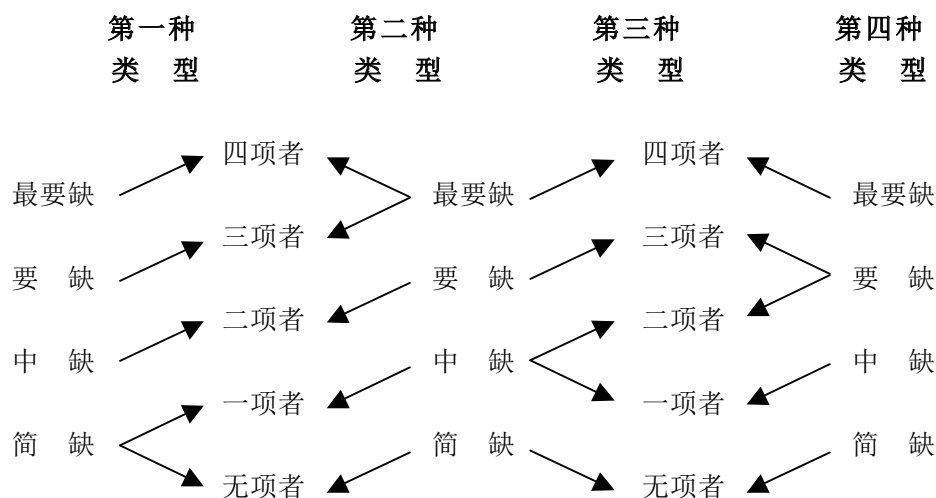 第一种 第二种 第三种 第四种
类 型 类 型 类 型 类 型
四项者 四项者
最要缺 最要缺 最要缺
三项者 三项者
要 缺 要 缺 要 缺
二项者 二项者
中 缺 中 缺 中 缺
一项者 一项者
简 缺 简 缺 简 缺
无项者 无项者